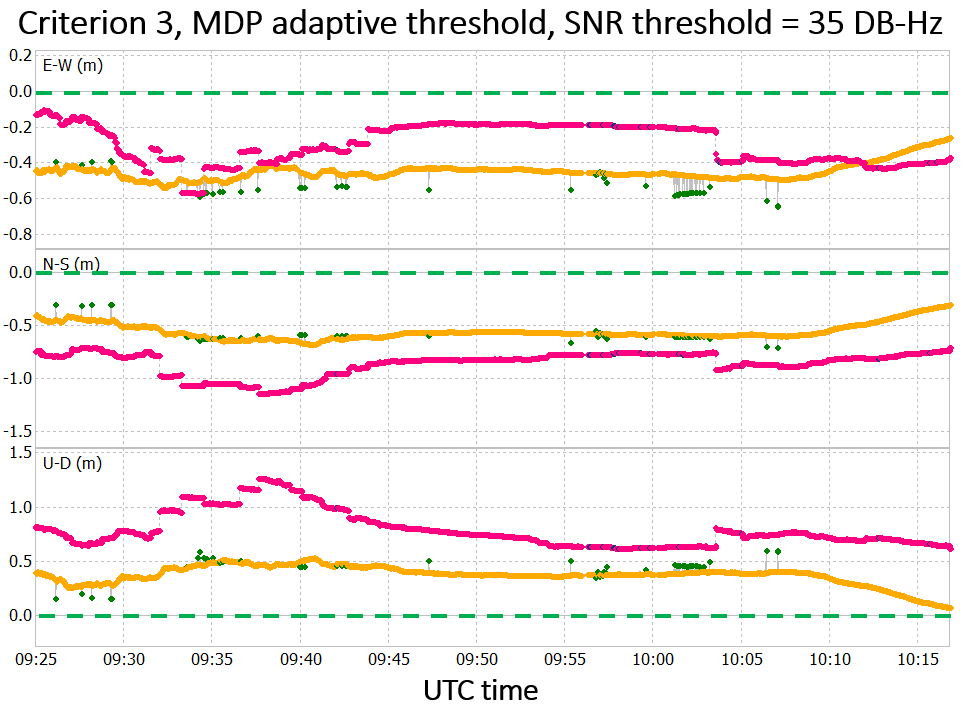 Criterion 3, MDP adaptive threshold, SNR threshold = 35 DB-Hz
0.2
E-W (m)
0.0
-0.2
-0.4
-0.6
-0.8
N-S (m)
0.0
-0.5
-1.0
-1.5
1.5
U-D (m)
1.0
0.5
0.0
09:25 09:30 09:35 09:40 09:45 09:50 09:55 10:00 10:05 10:10 10:15
UTC time